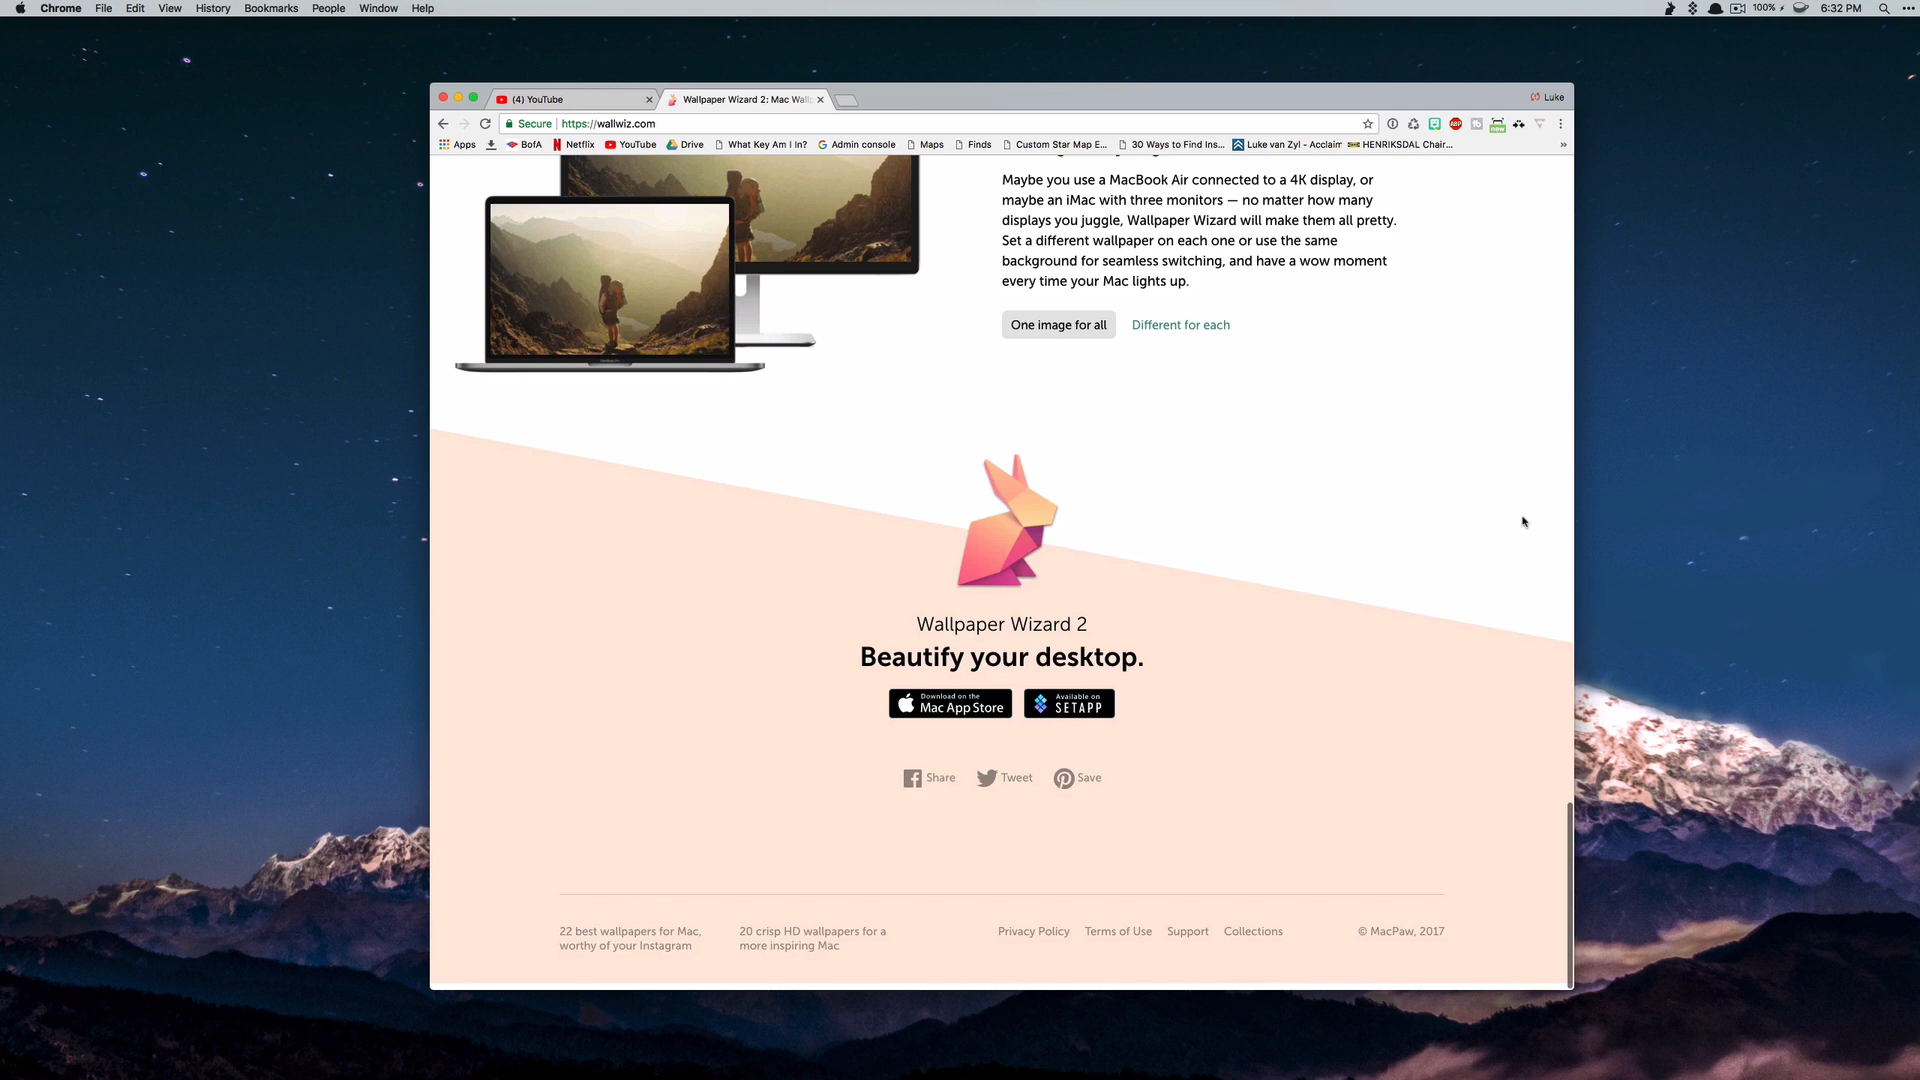 Chrome File Edit View History Bookmarks People Window Help
100% 6:32 PM
(4) YouTube
Wallpaper Wizard 2: Mac Wall
Luke
Secure https://wallwiz.com
ABP
new
Apps BofA Netflix YouTube Drive What Key Am I In? Admin console Maps Finds Custom Star Map E... 30 Ways to Find Ins... Luke van Zyl - Acclaim HENRIKSDAL Chair... »
Maybe you use a MacBook Air connected to a 4K display, or
maybe an iMac with three monitors — no matter how many
displays you juggle, Wallpaper Wizard will make them all pretty.
Set a different wallpaper on each one or use the same
background for seamless switching, and have a wow moment
every time your Mac lights up.
One image for all Different for each
Wallpaper Wizard 2
Beautify your desktop.
Download on the
Mac App Store
Available on
SETAPP
Share Tweet Save
22 best wallpapers for Mac,
worthy of your Instagram
20 crisp HD wallpapers for a
more inspiring Mac
Privacy Policy Terms of Use Support Collections
© MacPaw, 2017